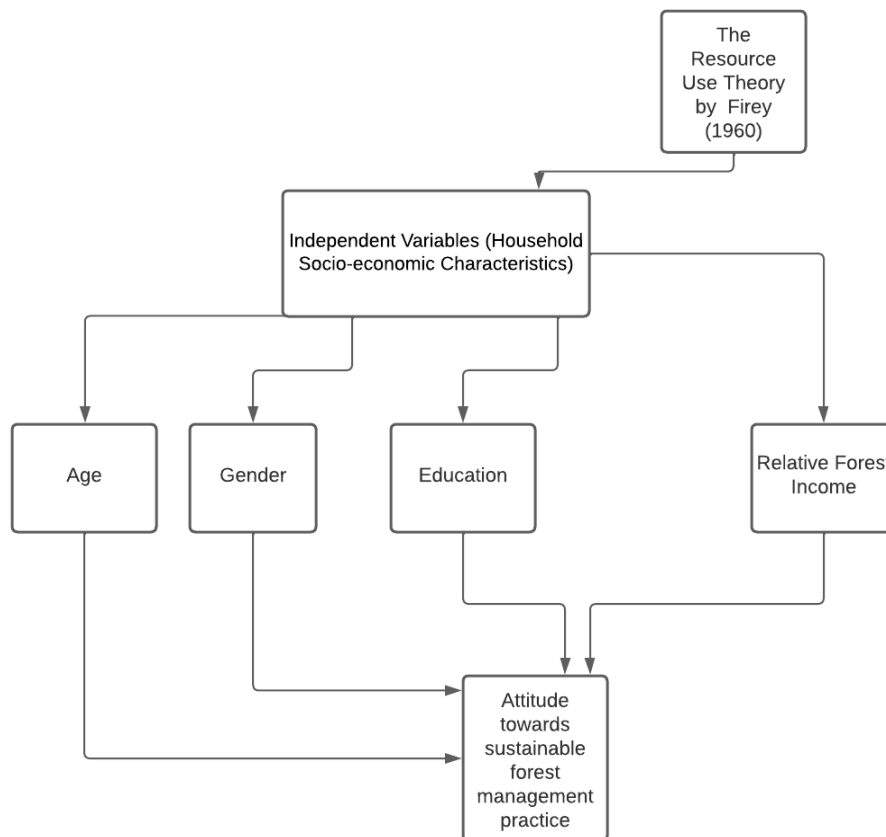 The
Resource
Use Theory
by Firey
(1960)
Independent Variables (Household
Socio-economic Characteristics)
Age
Gender
Education
Relative Forest
Income
Attitude
towards
sustainable
forest
management
practice